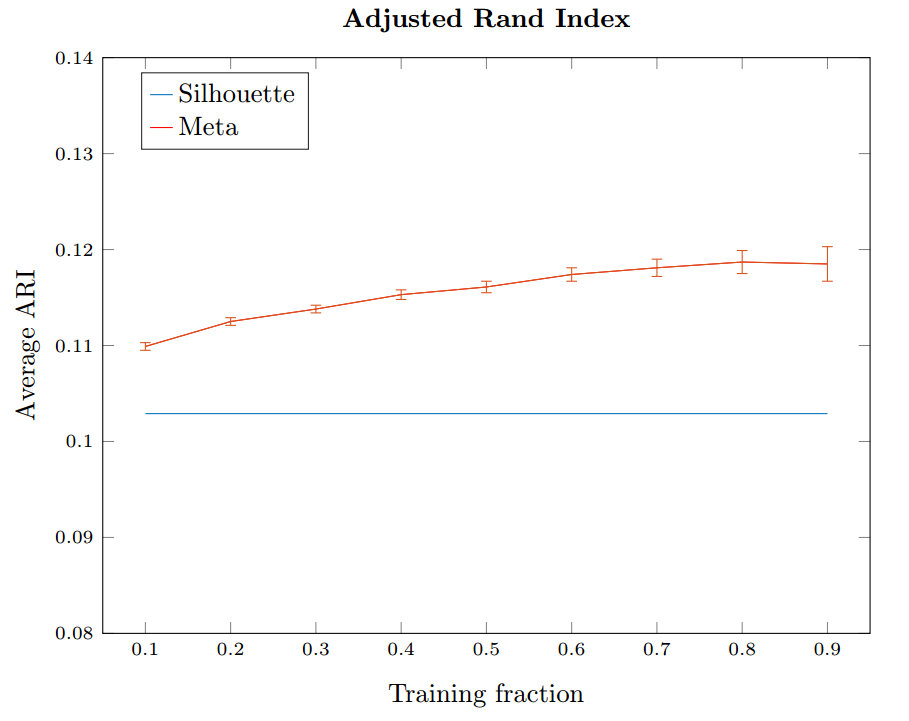 Adjusted Rand Index
0.14
0.13
0.12
0.11
0.1
0.09
0.08
Average ARI
Silhouette
Meta
0.1 0.2 0.3 0.4 0.5 0.6 0.7 0.8 0.9
Training fraction